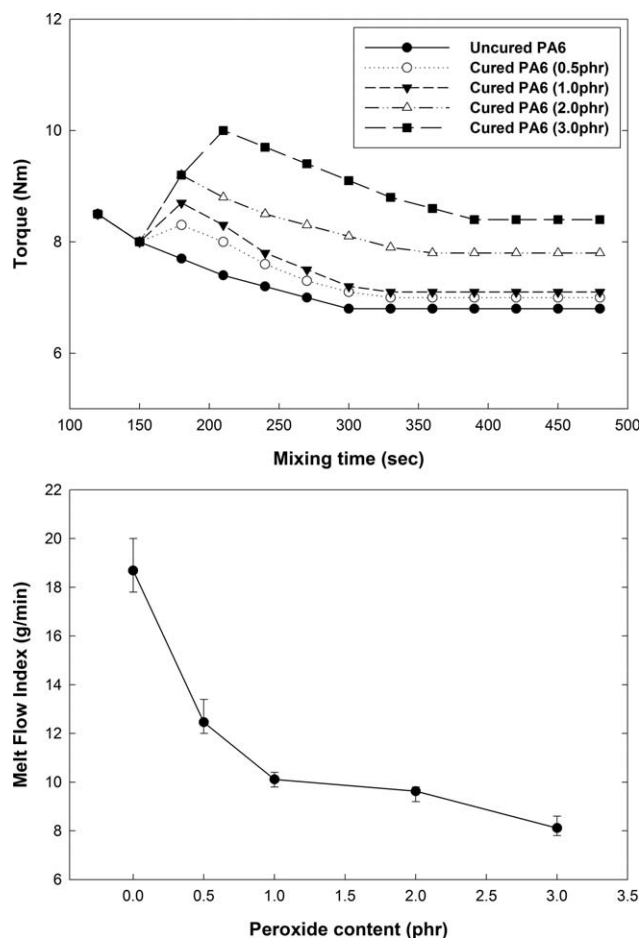 12
Uncured PA6
Cured PA6 (0.5phr)
Cured PA6 (1.0phr)
Cured PA6 (2.0phr)
Cured PA6 (3.0phr)
10
8
6
Torque (Nm)
100 150 200 250 300 350 400 450 500
Mixing time (sec)
22
20
18
16
14
12
10
8
6
Melt Flow Index (g/min)
0.0 0.5 1.0 1.5 2.0 2.5 3.0 3.5
Peroxide content (phr)